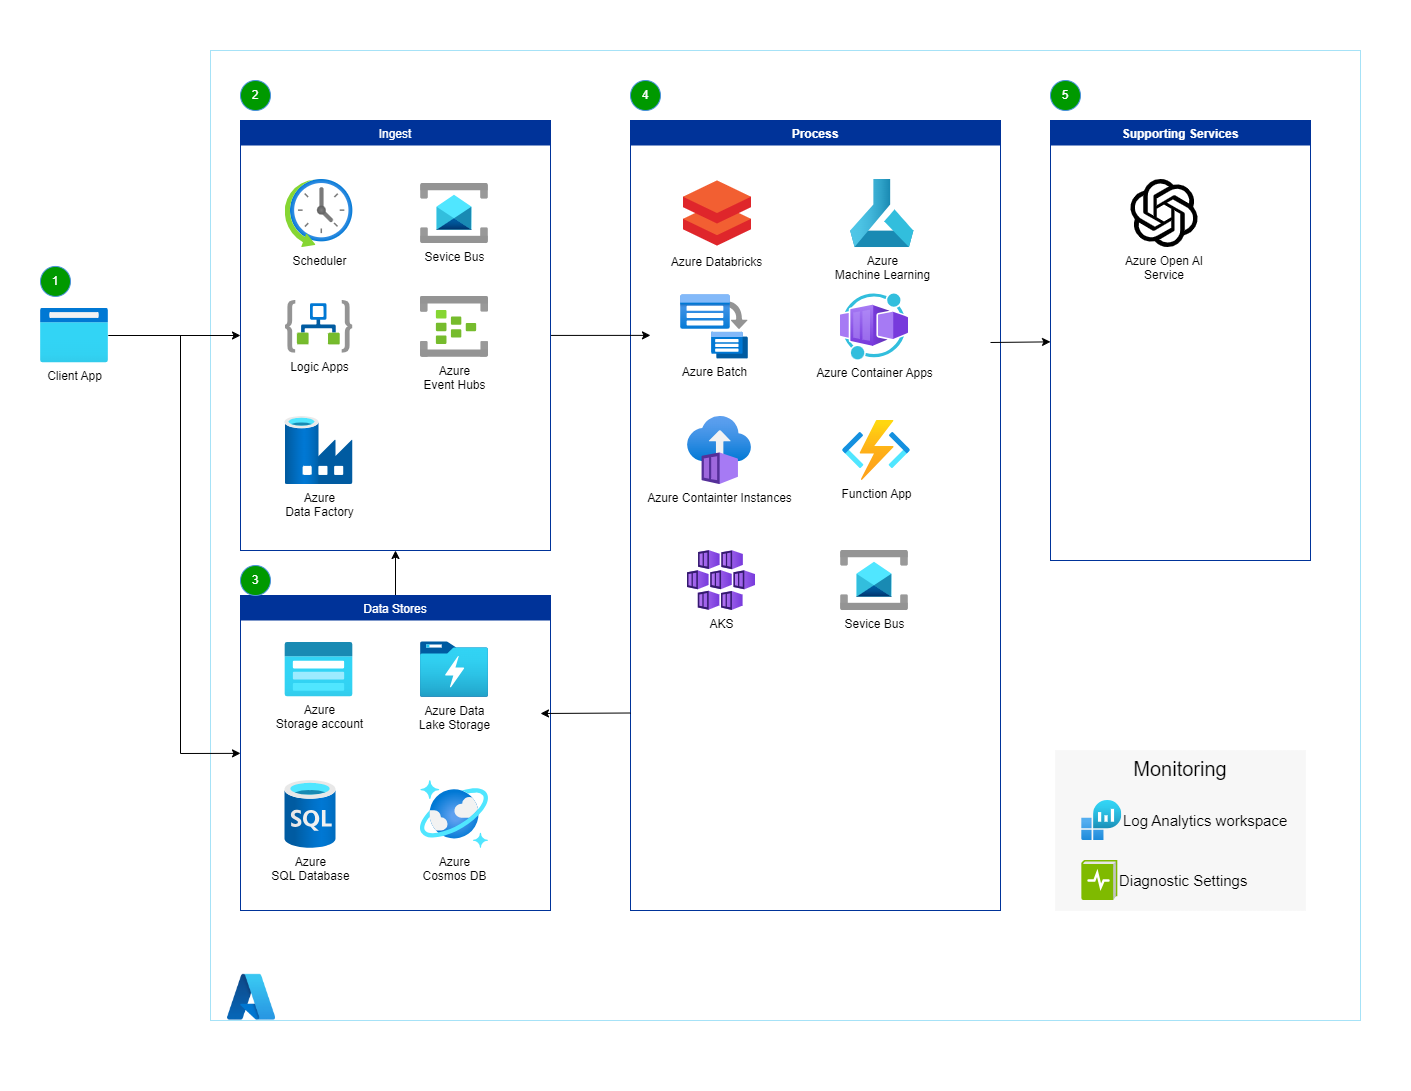 1
Client App
2
Ingest
Scheduler
Sevice Bus
Logic Apps
Azure
Event Hubs
Azure
Data Factory
3
Data Stores
Azure
Storage account
Azure Data
Lake Storage
SQL
Azure
SQL Database
Azure
Cosmos DB
4
Process
Azure Databricks
Azure
Machine Learning
Azure Batch
Azure Container Apps
Azure Containter Instances
Function App
AKS
Sevice Bus
5
Supporting Services
Azure Open AI
Service
Monitoring
Log Analytics workspace
Diagnostic Settings